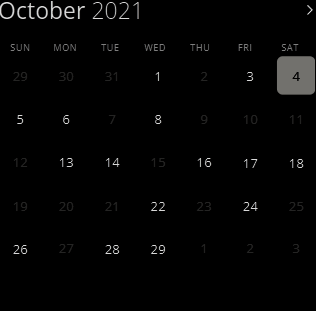 October 2021
SUN MON TUE WED THU FRI SAT
29 30 31 1 2 3 4
5 6 7 8 9 10 11
12 13 14 15 16 17 18
19 20 21 22 23 24 25
26 27 28 29 1 2 3